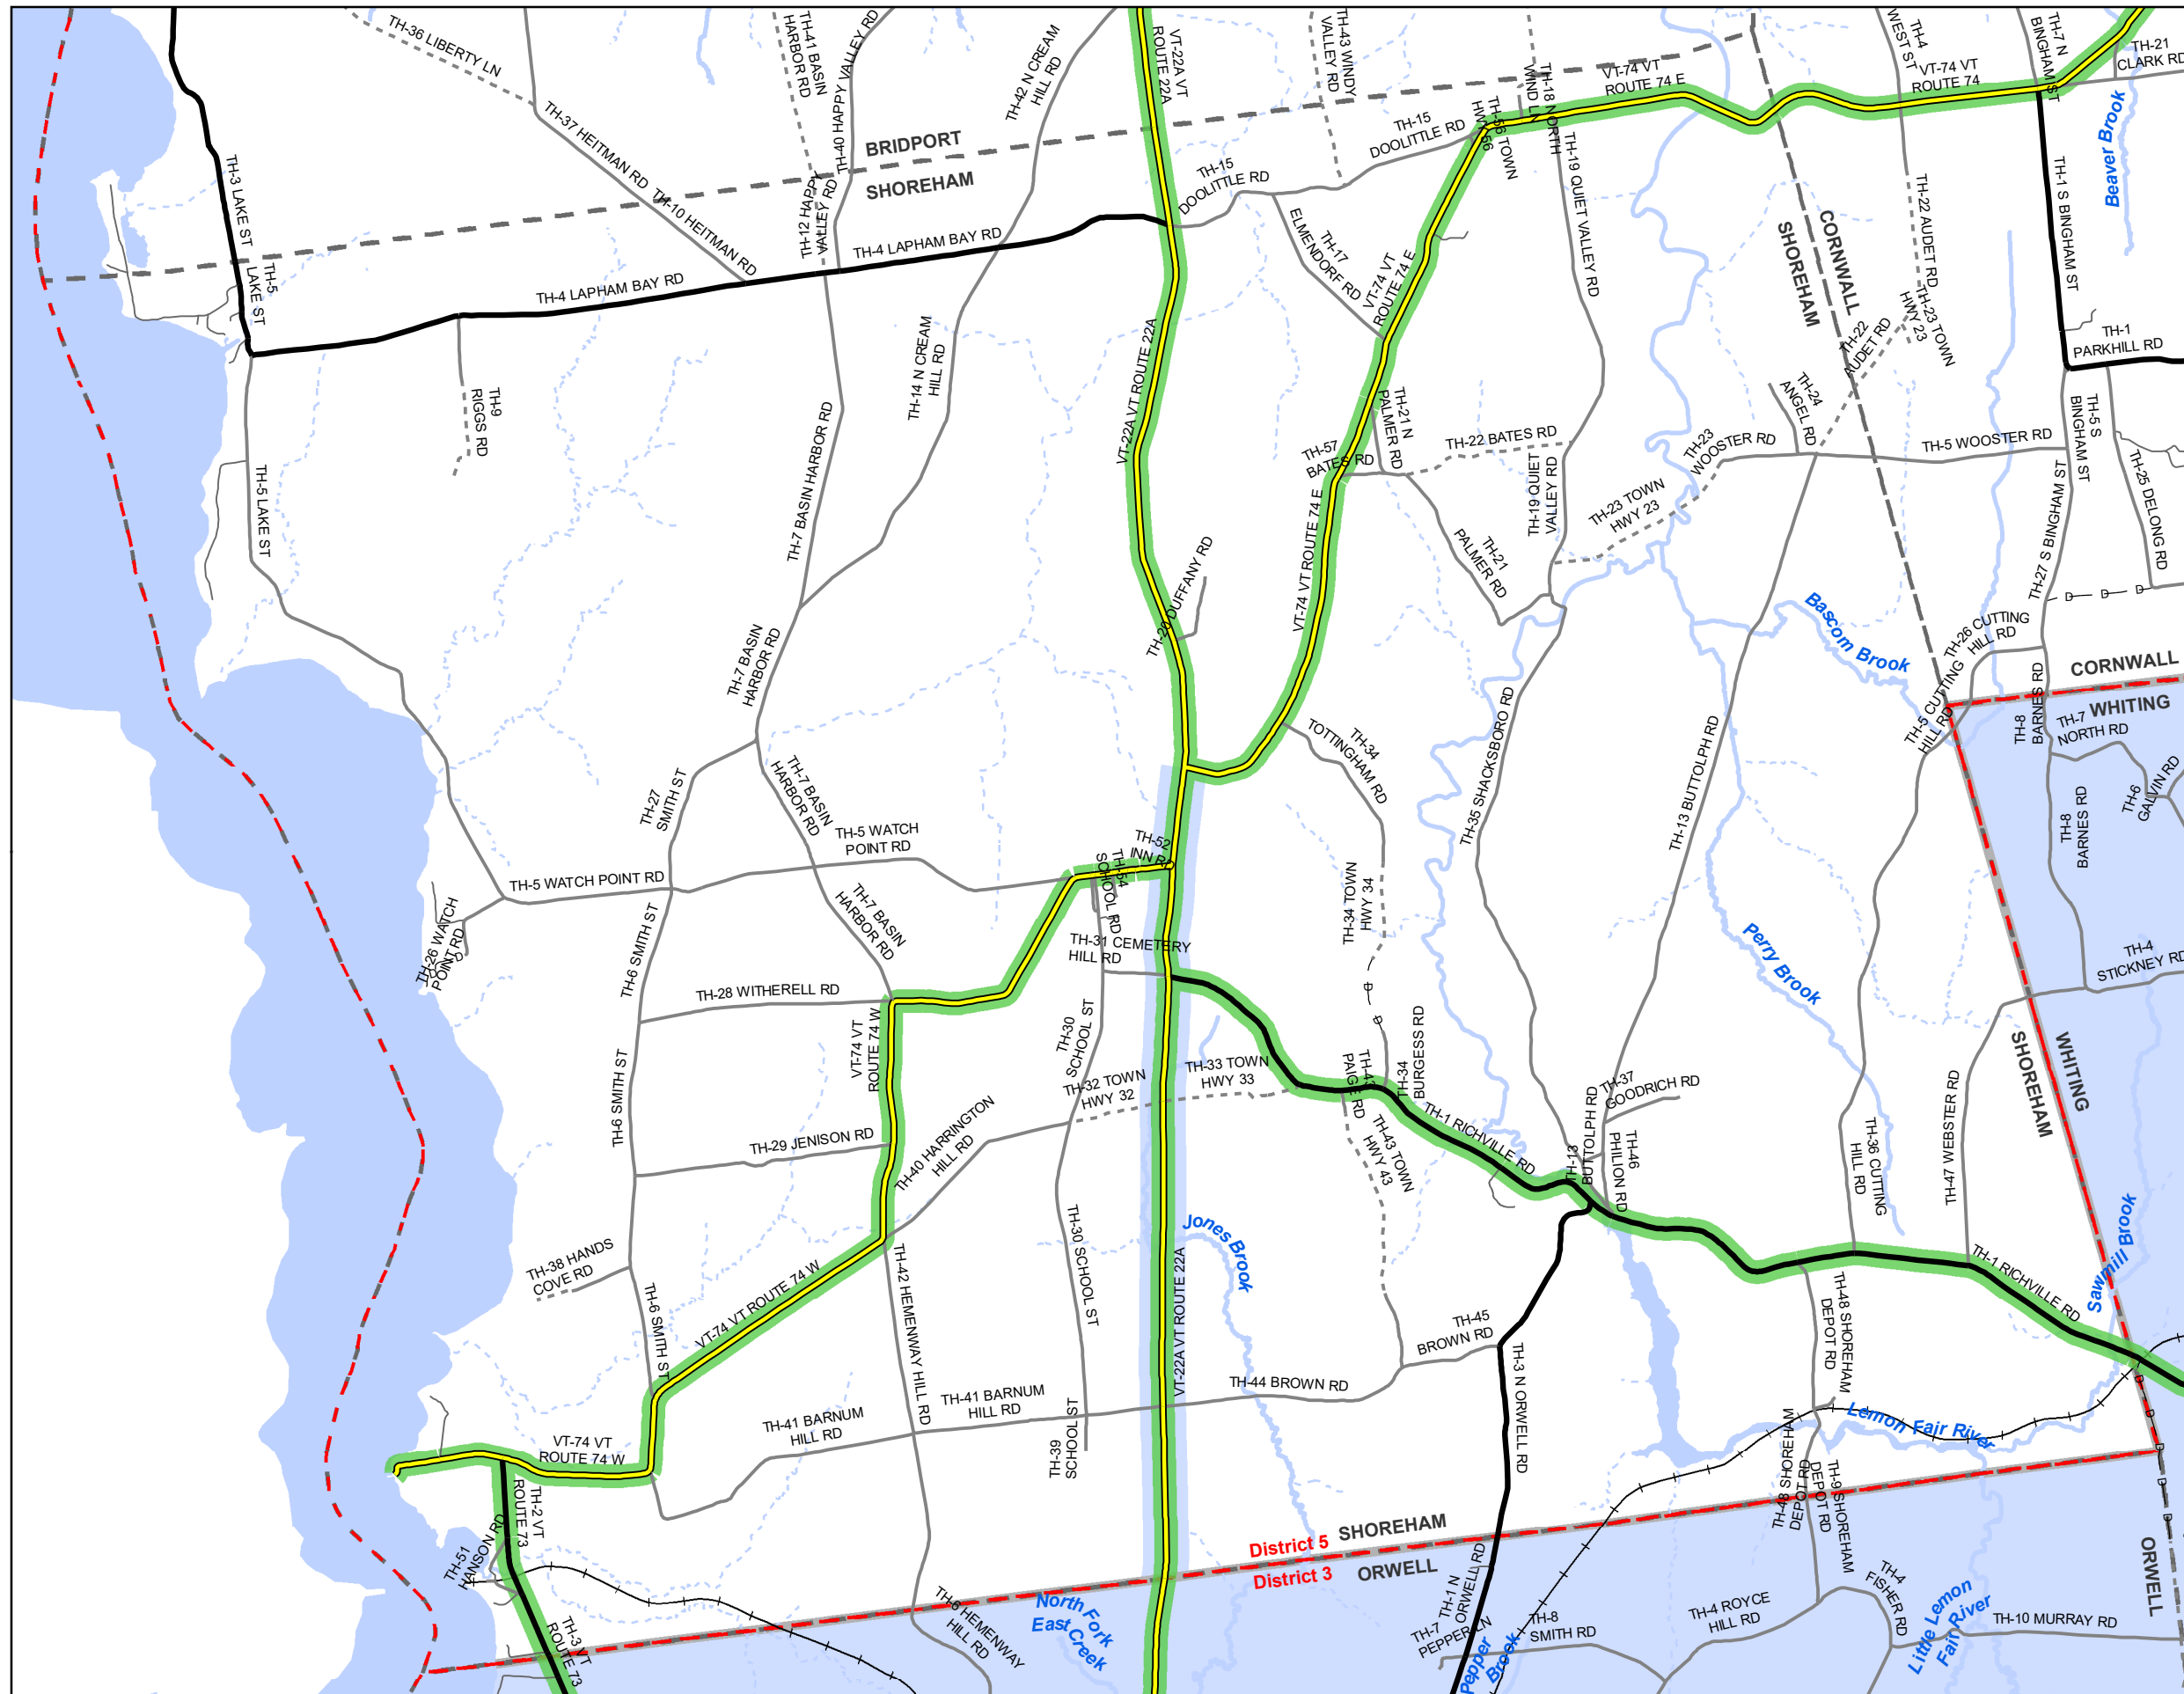 TH-36 LIBERTY LN
TH-41 BASIN
HARBOR RD
TH-40 HAPPY VALLEY RD
TH-42 N CREAM
HILL RD
VT-22A VT
ROUTE 22A
TH-43 WINDY
VALLEY RD
TH-18 NORTH
WIND LN
VT-74 VT
ROUTE 74 E
TH-4
WEST ST
VT-74 VT
ROUTE 74
TH-7 N
BINGHAM ST
TH-21
CLARK RD
TH-37 HEITMAN RD
TH-10 HEITMAN RD
BRIDPORT
SHOREHAM
TH-15
DOOLITTLE RD
TH-15
DOOLITTLE RD
TH-56 TOWN
HWY 56
TH-19 QUIET VALLEY RD
Beaver Brook
TH-3 LAKE ST
TH-5
LAKE ST
TH-12 HAPPY
VALLEY RD
TH-4 LAPHAM BAY RD
TH-4 LAPHAM BAY RD
TH-17
ELMENDORF RD
VT-74 VT
ROUTE 74 E
CORNWALL
SHOREHAM
TH-22 AUDET RD
TH-1 S BINGHAM ST
TH-23 TOWN
HWY 23
TH-22
AUDET RD
TH-1
PARKHILL RD
TH-9
RIGGS RD
TH-14 N CREAM
HILL RD
VT-22A VT ROUTE 22A
TH-21 N
PALMER RD
TH-57
BATES RD
TH-22 BATES RD
TH-24
ANGEL RD
TH-23
WOOSTER RD
TH-5 WOOSTER RD
TH-5 S
BINGHAM ST
TH-5 LAKE ST
TH-7 BASIN HARBOR RD
TH-19 QUIET
VALLEY RD
TH-23 TOWN
HWY 23
TH-25 DELONG RD
TH-27 S BINGHAM ST
VT-74 VT ROUTE 74 E
TH-21
PALMER RD
TH-20 DUFFANY RD
D
D
D
Bascom Brook
TH-26 CUTTING
HILL RD
TH-7 BASIN
HARBOR RD
CORNWALL
WHITING
TH-5 CUTTING
HILL RD
TH-8
BARNES RD
TH-7
NORTH RD
TH-34
TOTTINGHAM RD
TH-35 SHACKSBORO RD
TH-13 BUTTOLPH RD
TH-27
SMITH ST
TH-7 BASIN
HARBOR RD
TH-6
GALVIN RD
TH-8
BARNES RD
TH-5 WATCH
POINT RD
TH-52
INN RD
TH-54
SCHOOL RD
TH-5 WATCH POINT RD
TH-26 WATCH
POINT RD
D
TH-6 SMITH ST
TH-7 BASIN
HARBOR RD
TH-31 CEMETERY
HILL RD
TH-34 TOWN
HWY 34
Perry Brook
TH-4
STICKNEY RD
TH-28 WITHERELL RD
D
D
VT-74 VT
ROUTE 74 W
TH-30
SCHOOL ST
TH-32 TOWN
HWY 32
TH-33 TOWN
HWY 33
TH-43
PAIGE RD
TH-34
BURGESS RD
TH-37
GOODRICH RD
SHOREHAM
WHITING
TH-6 SMITH ST
TH-29 JENISON RD
TH-40 HARRINGTON
HILL RD
TH-1 RICHVILLE RD
TH-43 TOWN
HWY 43
TH-13
BUTTOLPH RD
TH-46
PHILION RD
TH-36 CUTTING
HILL RD
TH-47 WEBSTER RD
TH-38 HANDS
COVE RD
VT-74 VT ROUTE 74 W
TH-42 HEMENWAY HILL RD
TH-30 SCHOOL ST
Jones Brook
VT-22A VT ROUTE 22A
Sawmill Brook
TH-1 RICHVILLE RD
TH-6 SMITH ST
TH-48 SHOREHAM
DEPOT RD
TH-45
BROWN RD
TH-3 N ORWELL RD
TH-44 BROWN RD
TH-41 BARNUM
HILL RD
TH-41 BARNUM
HILL RD
TH-39
SCHOOL ST
Lemon Fair River
D
D
D
D
D
D
VT-74 VT
ROUTE 74 W
TH-2 VT
ROUTE 73
TH-51
HANSON RD
TH-48 SHOREHAM
DEPOT RD
TH-9 SHOREHAM
DEPOT RD
District 5
SHOREHAM
District 3
ORWELL
ORWELL
TH-3 VT
ROUTE 73
TH-6 HEMENWAY
HILL RD
North Fork
East Creek
TH-1 N
ORWELL RD
TH-7
PEPPER LN
Pepper
Brook
TH-8
SMITH RD
TH-4 ROYCE
HILL RD
TH-4
FISHER RD
Little Lemon
Fair River
TH-10 MURRAY RD